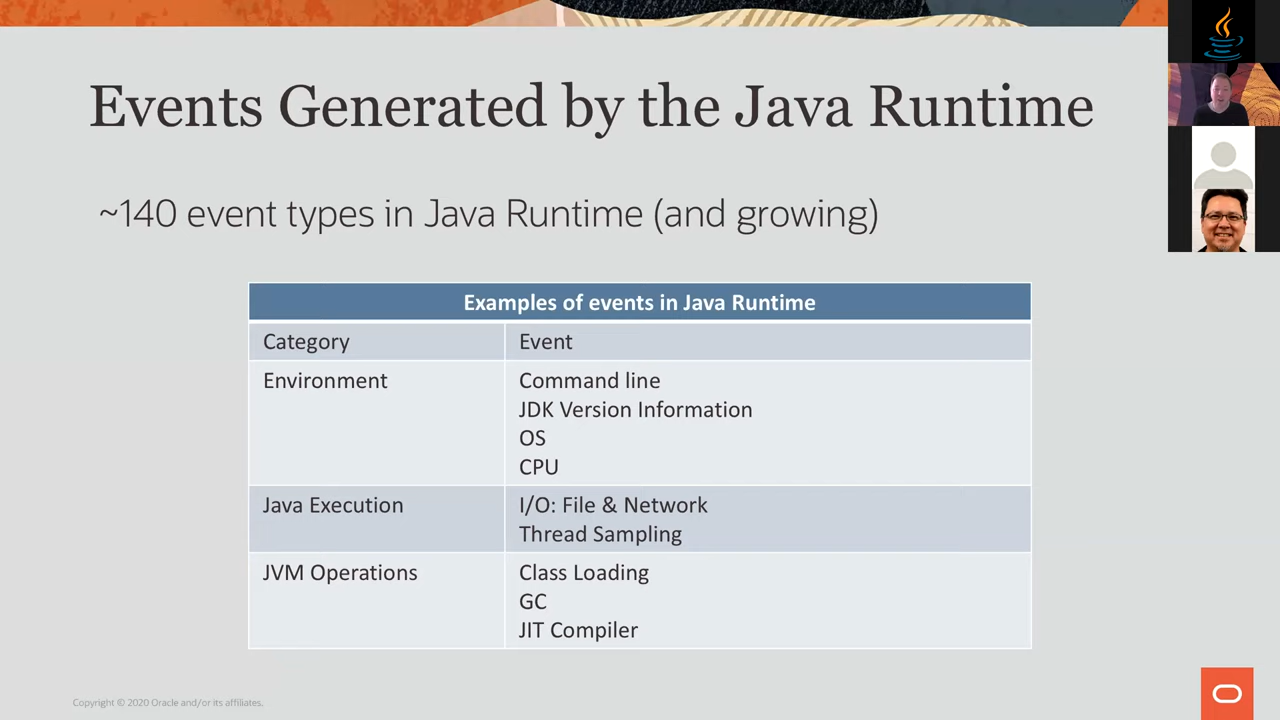 Events Generated by the Java Runtime
~140 event types in Java Runtime (and growing)
Examples of events in Java Runtime
Category Event
Environment Command line
JDK Version Information
OS
CPU
Java Execution I/O: File & Network
Thread Sampling
JVM Operations Class Loading
GC
JIT Compiler
Copyright © 2020 Oracle and/or its affiliates.